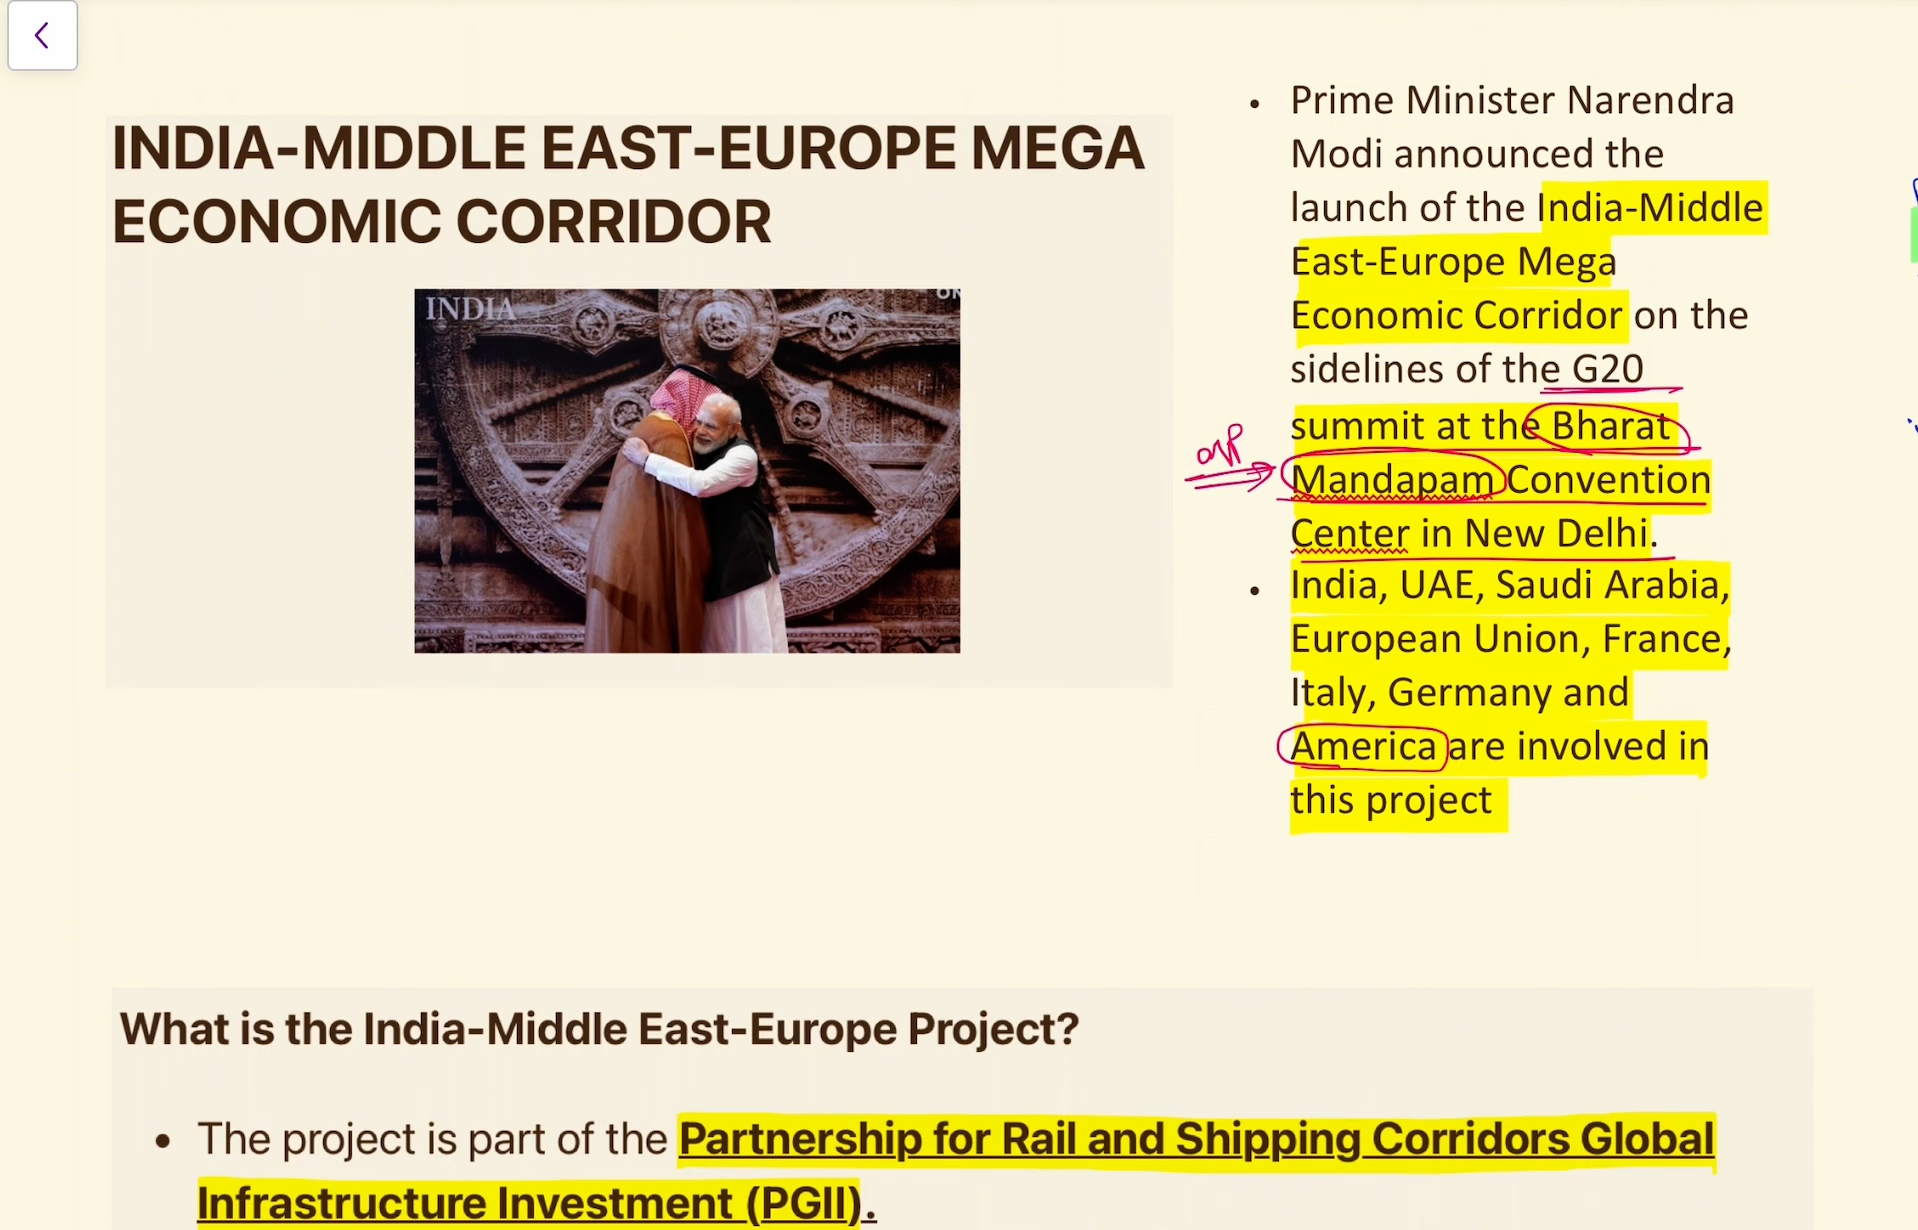 INDIA-MIDDLE EAST-EUROPE MEGA
ECONOMIC CORRIDOR
INDIA
• Prime Minister Narendra
Modi announced the
launch of the India-Middle
East-Europe Mega
Economic Corridor on the
sidelines of the G20
summit at the Bharat
Mandapam Convention
Center in New Delhi.
• India, UAE, Saudi Arabia,
European Union, France,
Italy, Germany and
America are involved in
this project
What is the India-Middle East-Europe Project?
• The project is part of the Partnership for Rail and Shipping Corridors Global
Infrastructure Investment (PGII).